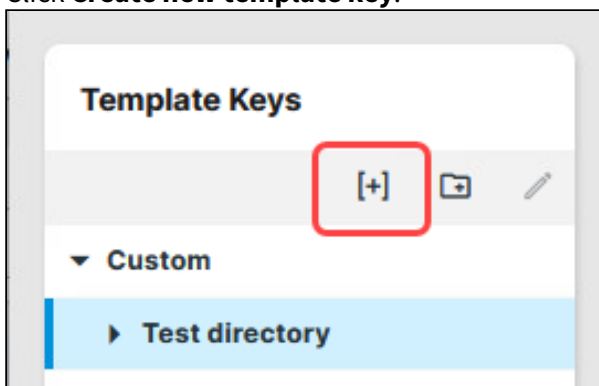 Click Create new template key.
Template Keys
[+]
Custom
Test directory